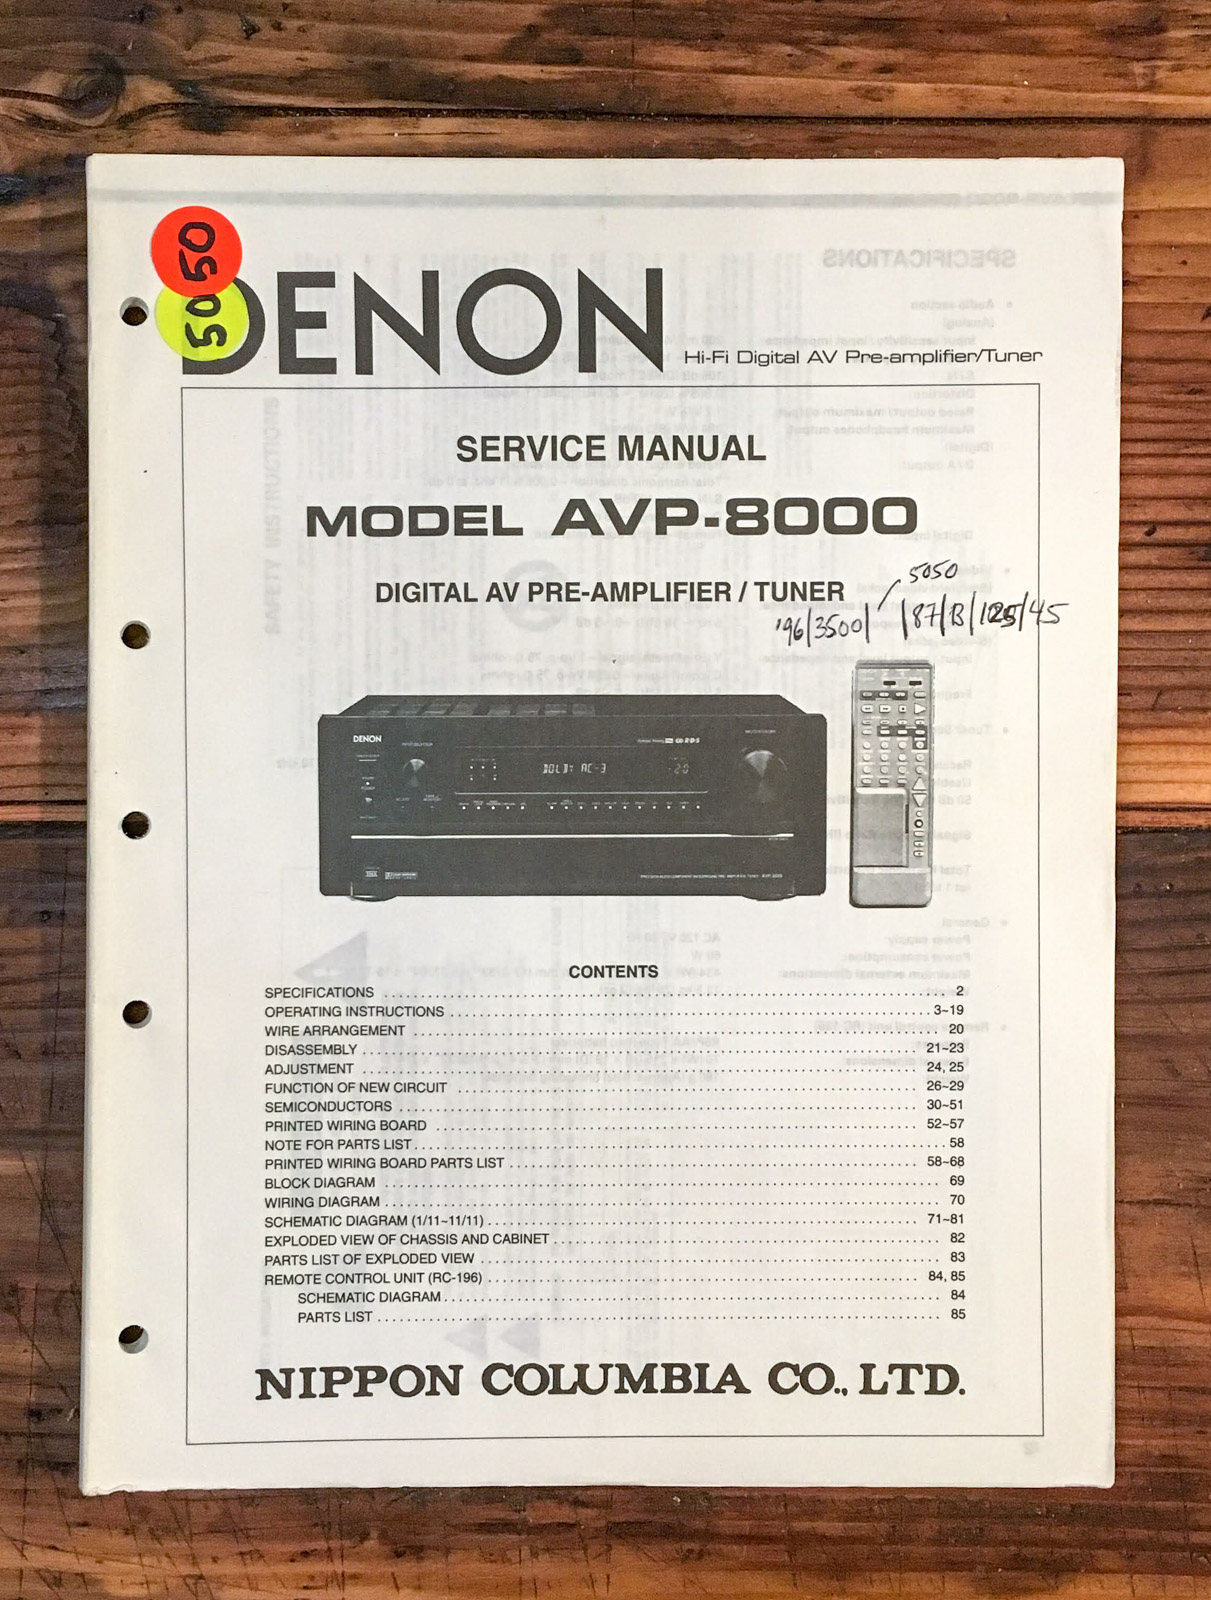 50
50
DENON
Hi-Fi Digital AV Pre-amplifier/Tuner
SERVICE MANUAL
MODEL AVP-8000
DIGITAL AV PRE-AMPLIFIER / TUNER
5050
'96/3500/ /87/B/125/45
DENON
DOLBY AC-3
-20
CONTENTS
SPECIFICATIONS ........ 2
OPERATING INSTRUCTIONS ........ 3~19
WIRE ARRANGEMENT ........ 20
DISASSEMBLY ........ 21~23
ADJUSTMENT ........ 24, 25
FUNCTION OF NEW CIRCUIT ........ 26~29
SEMICONDUCTORS ........ 30~51
PRINTED WIRING BOARD ........ 52~57
NOTE FOR PARTS LIST ........ 58
PRINTED WIRING BOARD PARTS LIST ........ 58~68
BLOCK DIAGRAM ........ 69
WIRING DIAGRAM ........ 70
SCHEMATIC DIAGRAM (1/11~11/11) ........ 71~81
EXPLODED VIEW OF CHASSIS AND CABINET ........ 82
PARTS LIST OF EXPLODED VIEW ........ 83
REMOTE CONTROL UNIT (RC-196) ........ 84, 85
SCHEMATIC DIAGRAM ........ 84
PARTS LIST ........ 85
NIPPON COLUMBIA CO., LTD.